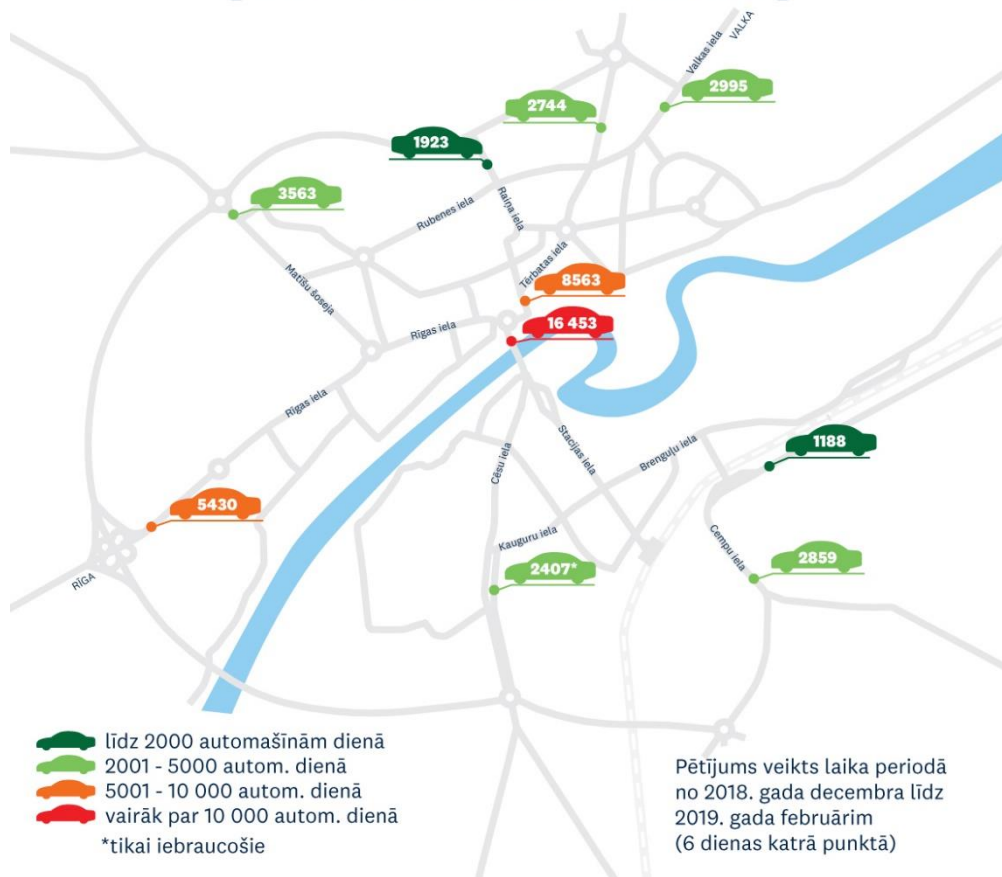 Valkas iela
VALKA
2995
2744
1923
3563
Raiņa iela
Rubenes iela
Tērbatas iela
Matīšu šoseja
8563
16 453
Rīgas iela
Rīgas iela
Stacijas iela
Brenguļu iela
1188
Cēsu iela
5430
Kauguru iela
Cempu iela
2407*
2859
RĪGA
līdz 2000 automašīnām dienā
2001 - 5000 autom. dienā
5001 - 10 000 autom. dienā
vairāk par 10 000 autom. dienā
*tikai iebraucošie
Pētījums veikts laika periodā
no 2018. gada decembra līdz
2019. gada februārim
(6 dienas katrā punktā)